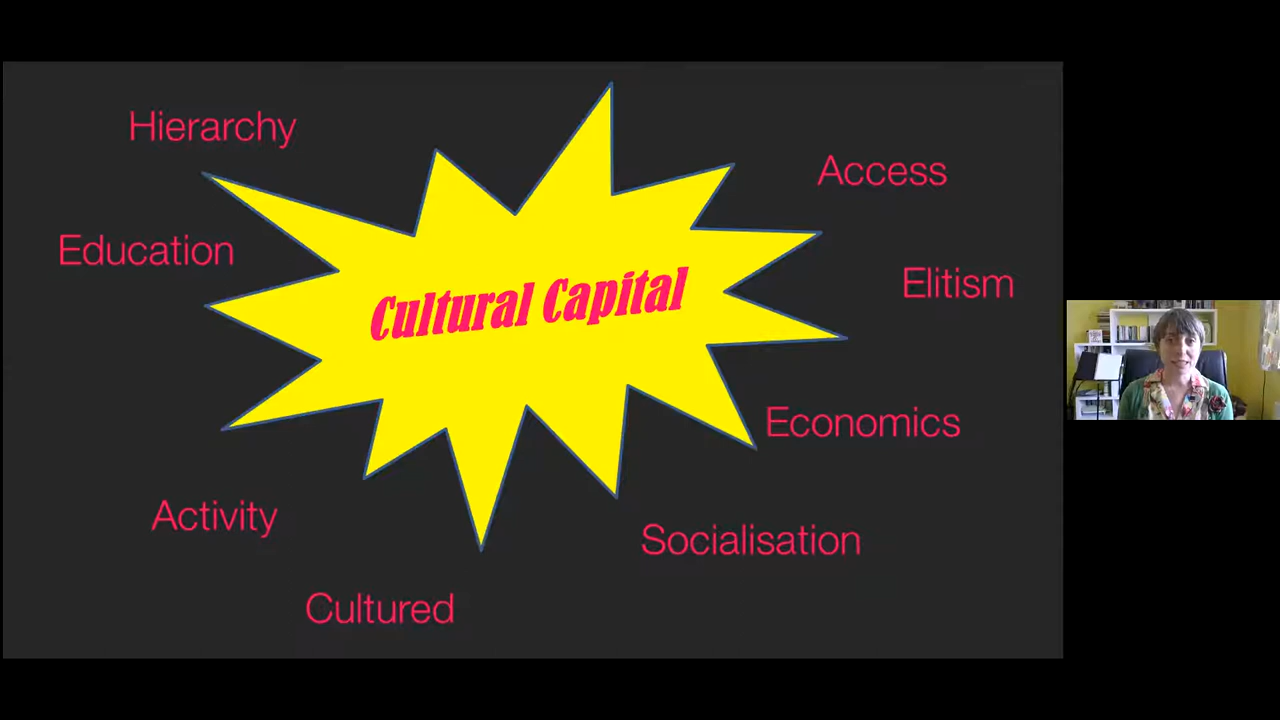 Hierarchy
Access
Education
Elitism
Cultural Capital
Economics
Activity
Socialisation
Cultured